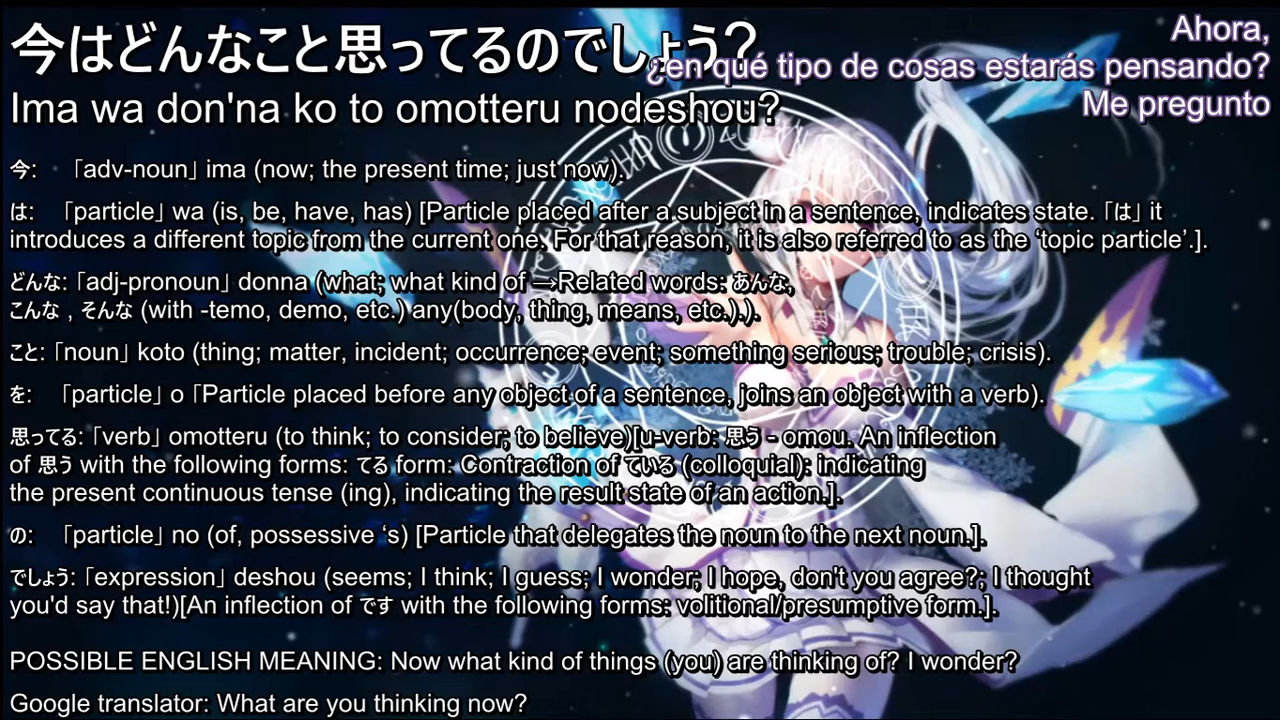 今はどんなこと思ってるのでしょう?
Ima wa don'na ko to omotteru nodeshou?
Ahora,
¿en qué tipo de cosas estarás pensando?
Me pregunto
今: 「adv-noun」 ima (now; the present time; just now).
は: 「particle」 wa (is, be, have, has) [Particle placed after a subject in a sentence, indicates state. 「は」 it
introduces a different topic from the current one. For that reason, it is also referred to as the ‘topic particle’.].
どんな: 「adj-pronoun」 donna (what; what kind of →Related words: あんな,
こんな , そんな (with -temo, demo, etc.) any(body, thing, means, etc.).).
こと: 「noun」 koto (thing; matter, incident; occurrence; event; something serious; trouble; crisis).
を: 「particle」 o 「Particle placed before any object of a sentence, joins an object with a verb).
思ってる: 「verb」 omotteru (to think; to consider; to believe)[u-verb: 思う - omou. An inflection
of 思う with the following forms: てる form: Contraction of ている (colloquial): indicating
the present continuous tense (ing), indicating the result state of an action.].
の: 「particle」 no (of, possessive ‘s) [Particle that delegates the noun to the next noun.].
でしょう: 「expression」 deshou (seems; I think; I guess; I wonder; I hope, don't you agree?; I thought
you'd say that!)[An inflection of です with the following forms: volitional/presumptive form.].
POSSIBLE ENGLISH MEANING: Now what kind of things (you) are thinking of? I wonder?
Google translator: What are you thinking now?